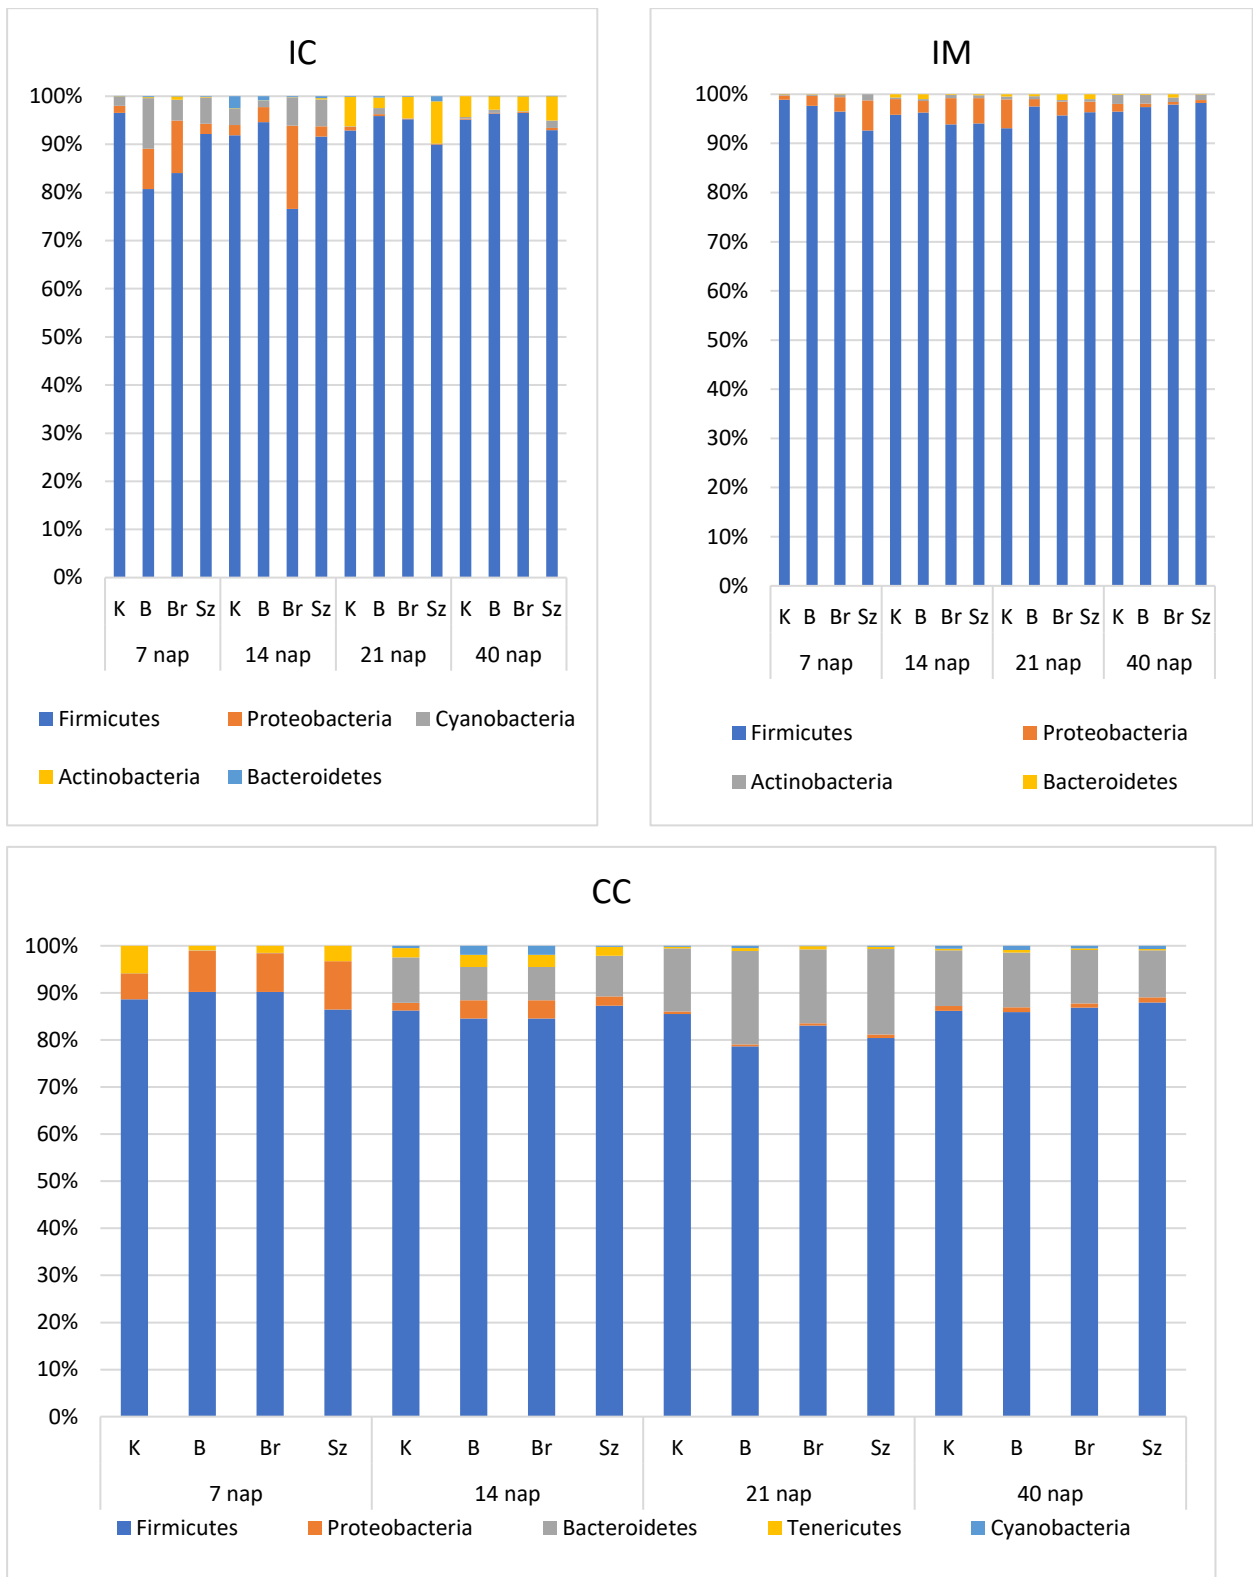 IC
100%
90%
80%
70%
60%
50%
40%
30%
20%
10%
0%
K B Br Sz K B Br Sz K B Br Sz K B Br Sz
7 nap 14 nap 21 nap 40 nap
Firmicutes Proteobacteria Cyanobacteria
Actinobacteria Bacteroidetes
IM
100%
90%
80%
70%
60%
50%
40%
30%
20%
10%
0%
K B Br Sz K B Br Sz K B Br Sz K B Br Sz
7 nap 14 nap 21 nap 40 nap
Firmicutes Proteobacteria
Actinobacteria Bacteroidetes
CC
100%
90%
80%
70%
60%
50%
40%
30%
20%
10%
0%
K B Br Sz K B Br Sz K B Br Sz K B Br Sz
7 nap 14 nap 21 nap 40 nap
Firmicutes Proteobacteria Bacteroidetes Tenericutes Cyanobacteria